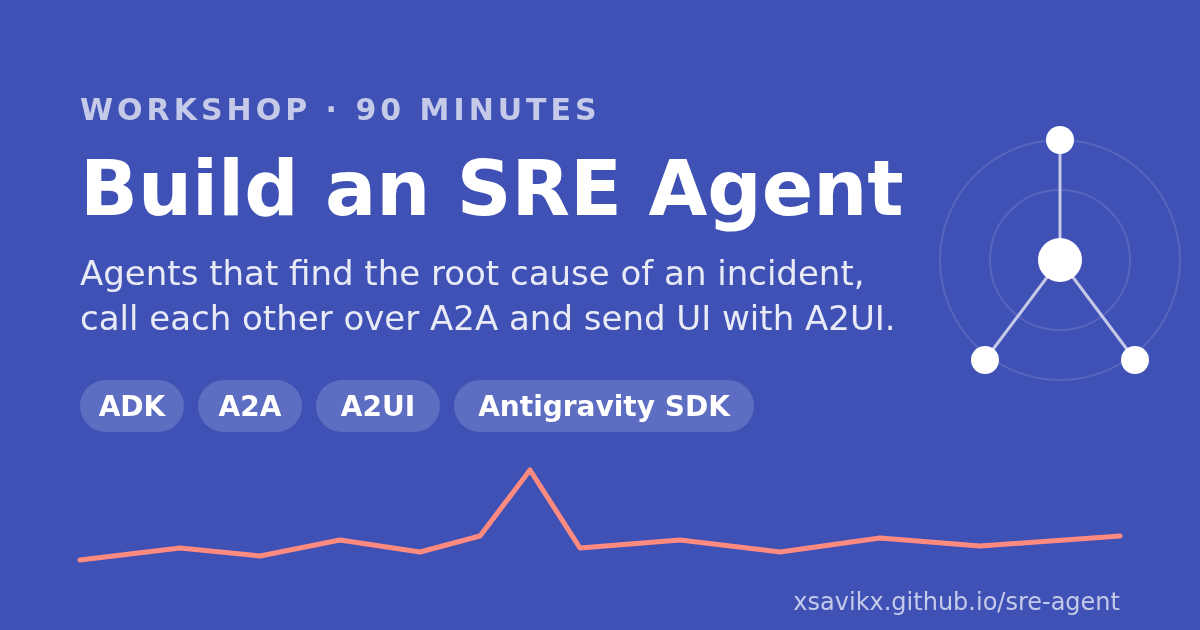 WORKSHOP · 90 MINUTES
Build an SRE Agent
Agents that find the root cause of an incident,
call each other over A2A and send UI with A2UI.
ADK A2A A2UI Antigravity SDK
xsavikx.github.io/sre-agent